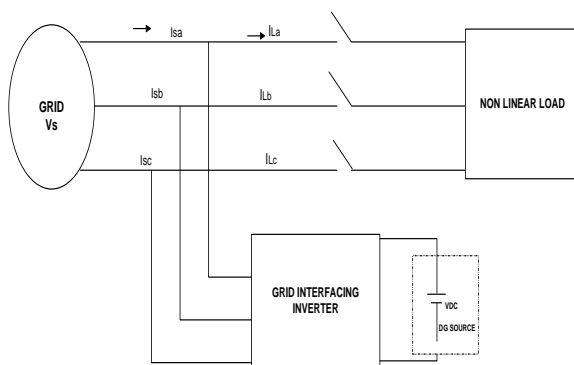 Isa
ILa
GRID
Vs
Isb
ILb
NON LINEAR LOAD
Isc
ILc
GRID INTERFACING
INVERTER
VDC
DG SOURCE